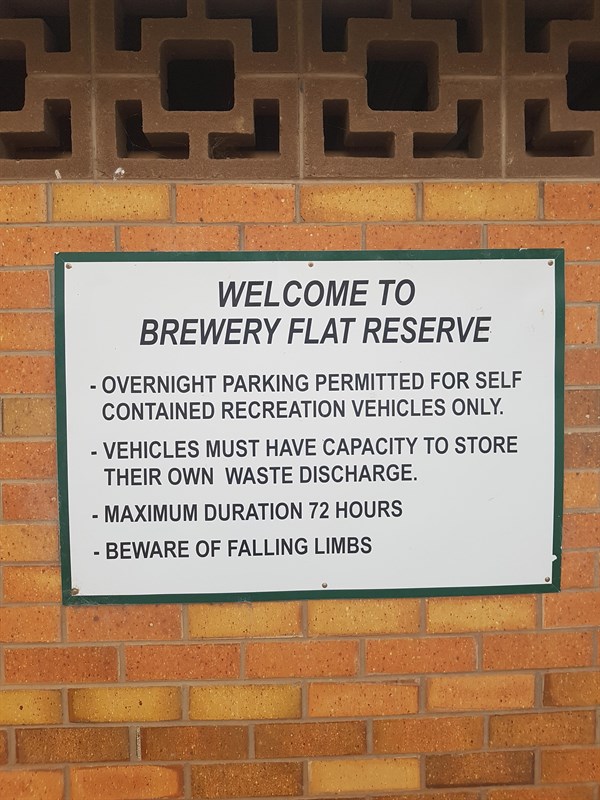 WELCOME TO
BREWERY FLAT RESERVE
- OVERNIGHT PARKING PERMITTED FOR SELF
CONTAINED RECREATION VEHICLES ONLY.
- VEHICLES MUST HAVE CAPACITY TO STORE
THEIR OWN WASTE DISCHARGE.
- MAXIMUM DURATION 72 HOURS
- BEWARE OF FALLING LIMBS